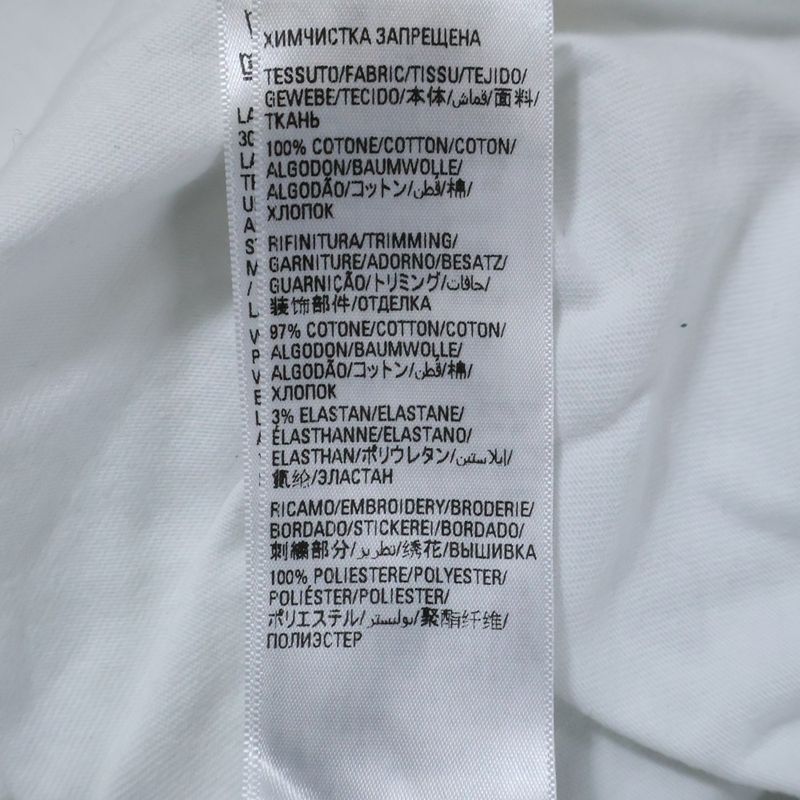 ХИМЧИСТКА ЗАПРЕЩЕНА
TESSUTO/FABRIC/TISSU/TEJIDO/
GEWEBE/TECIDO/本体/قماش/面料/
ТКАНЬ
100% COTONE/COTTON/COTON/
ALGODON/BAUMWOLLE/
ALGODÃO/コットン/قطن/棉/
ХЛОПОК
RIFINITURA/TRIMMING/
GARNITURE/ADORNO/BESATZ/
GUARNIÇÃO/トリミング/حافات/
装饰部件/ОТДЕЛКА
97% COTONE/COTTON/COTON/
ALGODON/BAUMWOLLE/
ALGODÃO/コットン/قطن/棉/
ХЛОПОК
3% ELASTAN/ELASTANE/
ÉLASTHANNE/ELASTANO/
ELASTHAN/ポリウレタン/إيلاستين/
氨纶/ЭЛАСТАН
RICAMO/EMBROIDERY/BRODERIE/
BORDADO/STICKEREI/BORDADO/
刺繍部分/تطريز/绣花/ВЫШИВКА
100% POLIESTERE/POLYESTER/
POLIÉSTER/POLIESTER/
ポリエステル/بوليستر/聚酯纤维/
ПОЛИЭСТЕР